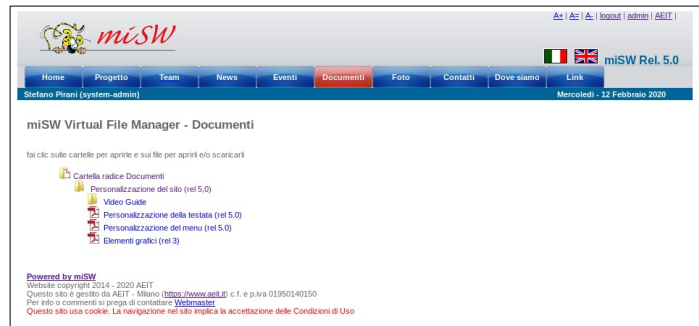 A+ | A= | A- | logout | admin | AEIT |
miSW
miSW Rel. 5.0
Home Progetto Team News Eventi Documenti Foto Contatti Dove siamo Link
Stefano Pirani (system-admin) Mercoledì - 12 Febbraio 2020
miSW Virtual File Manager - Documenti
fai clic sulle cartelle per aprirle e sui file per aprirli e/o scaricarli
Cartella radice Documenti
Personalizzazione del sito (rel 5,0)
Video Guide
Personalizzazione della testata (rel 5.0)
Personalizzazione del menu (rel 5.0)
Elementi grafici (rel 3)
Powered by miSW
Website copyright 2014 - 2020 AEIT
Questo sito è gestito da AEIT - Milano (https://www.aeit.it) c.f. e p.iva 01950140150
Per info o commenti si prega di contattare Webmaster
Questo sito usa cookie. La navigazione nel sito implica la accettazione delle Condizioni di Uso